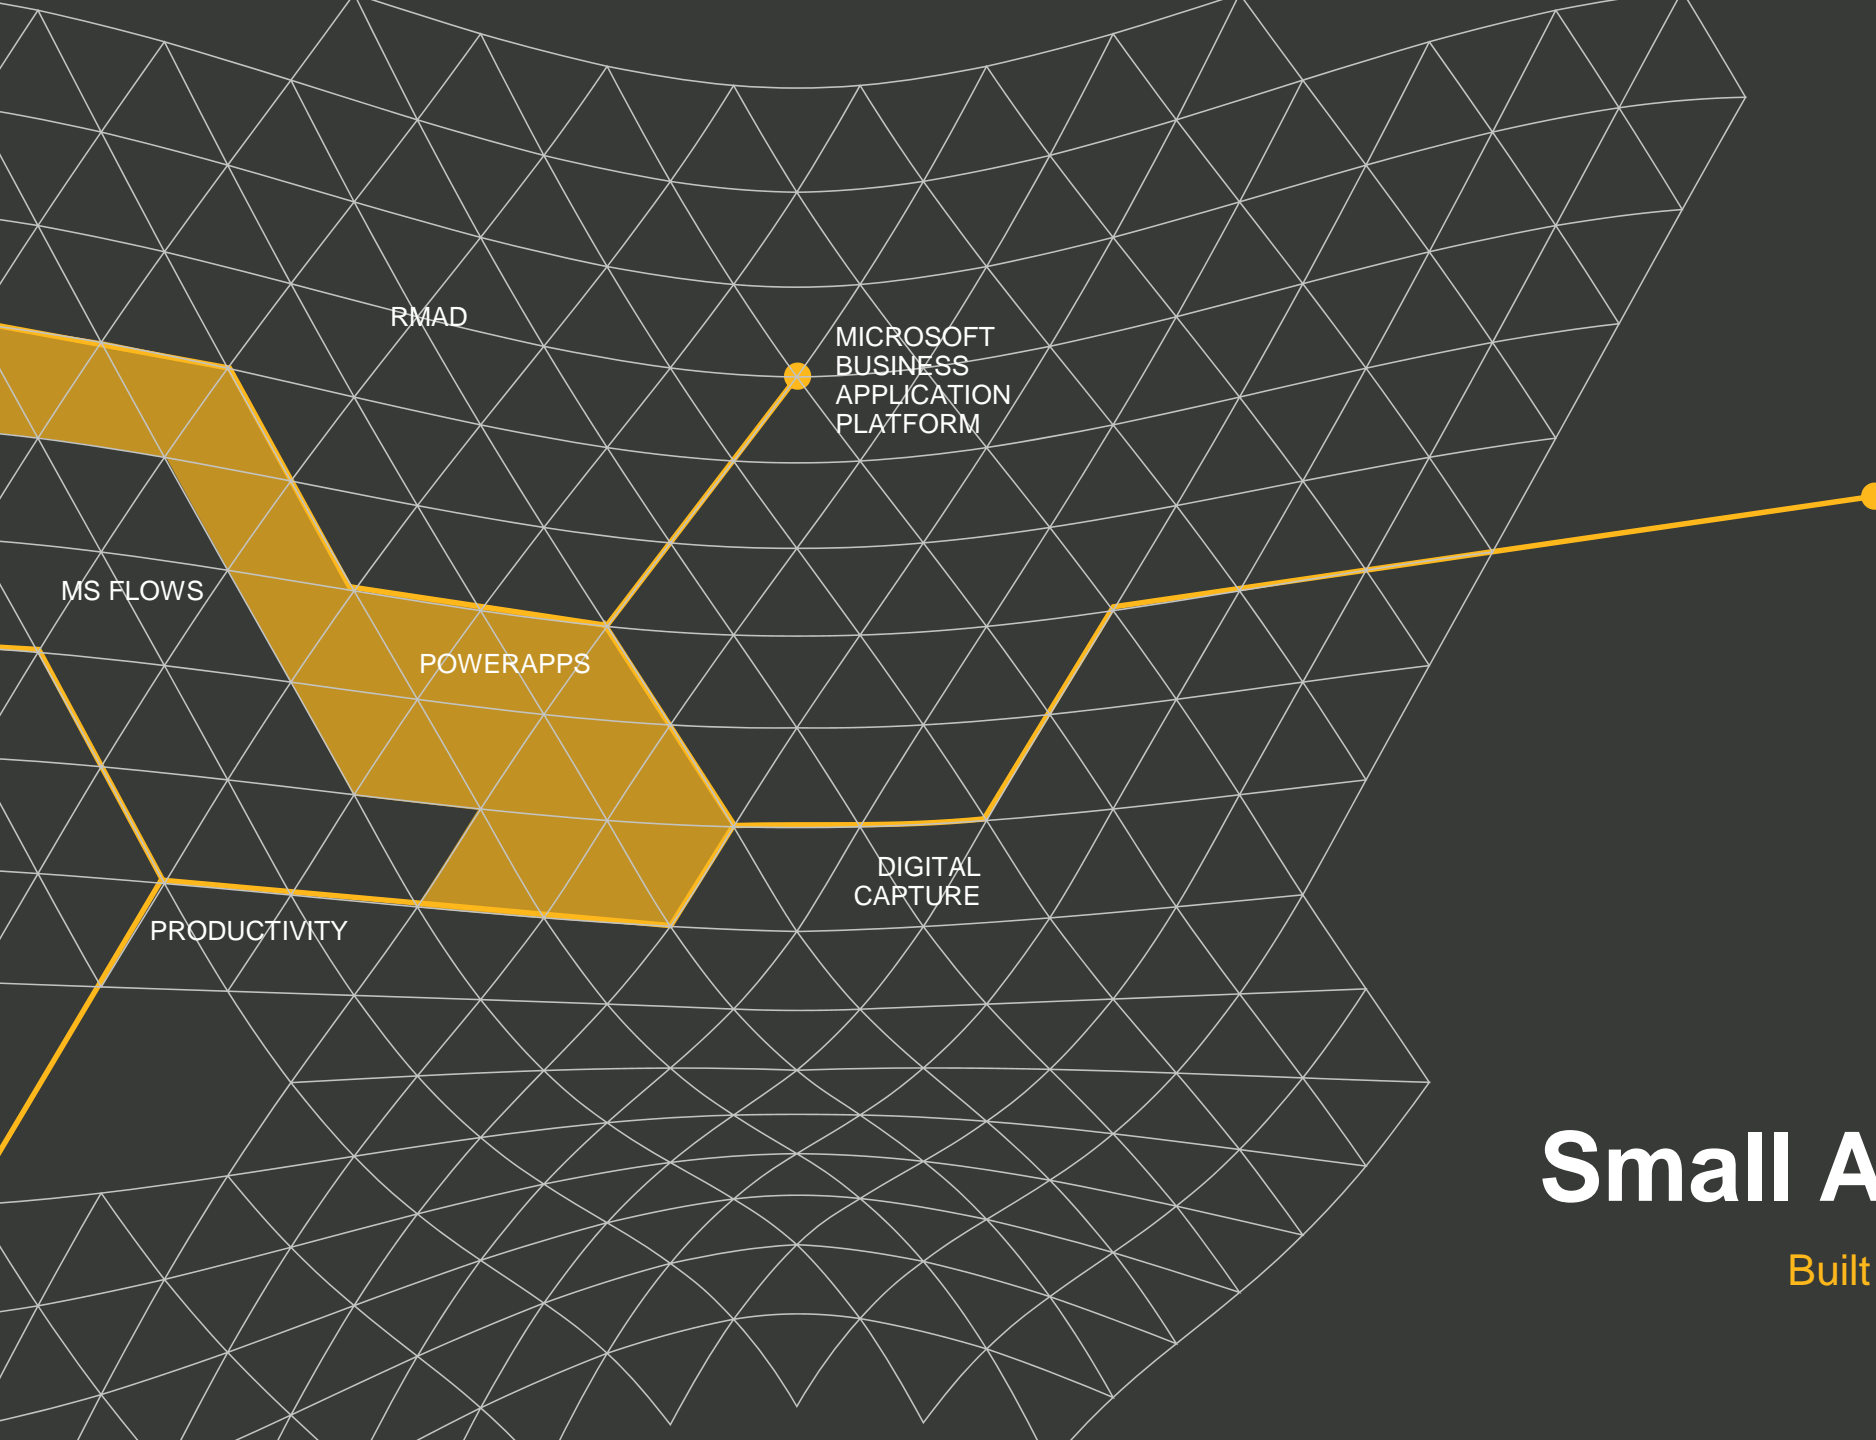 RMAD
MICROSOFT
BUSINESS
APPLICATION
PLATFORM
MS FLOWS
POWERAPPS
DIGITAL
CAPTURE
PRODUCTIVITY
Small A
Built